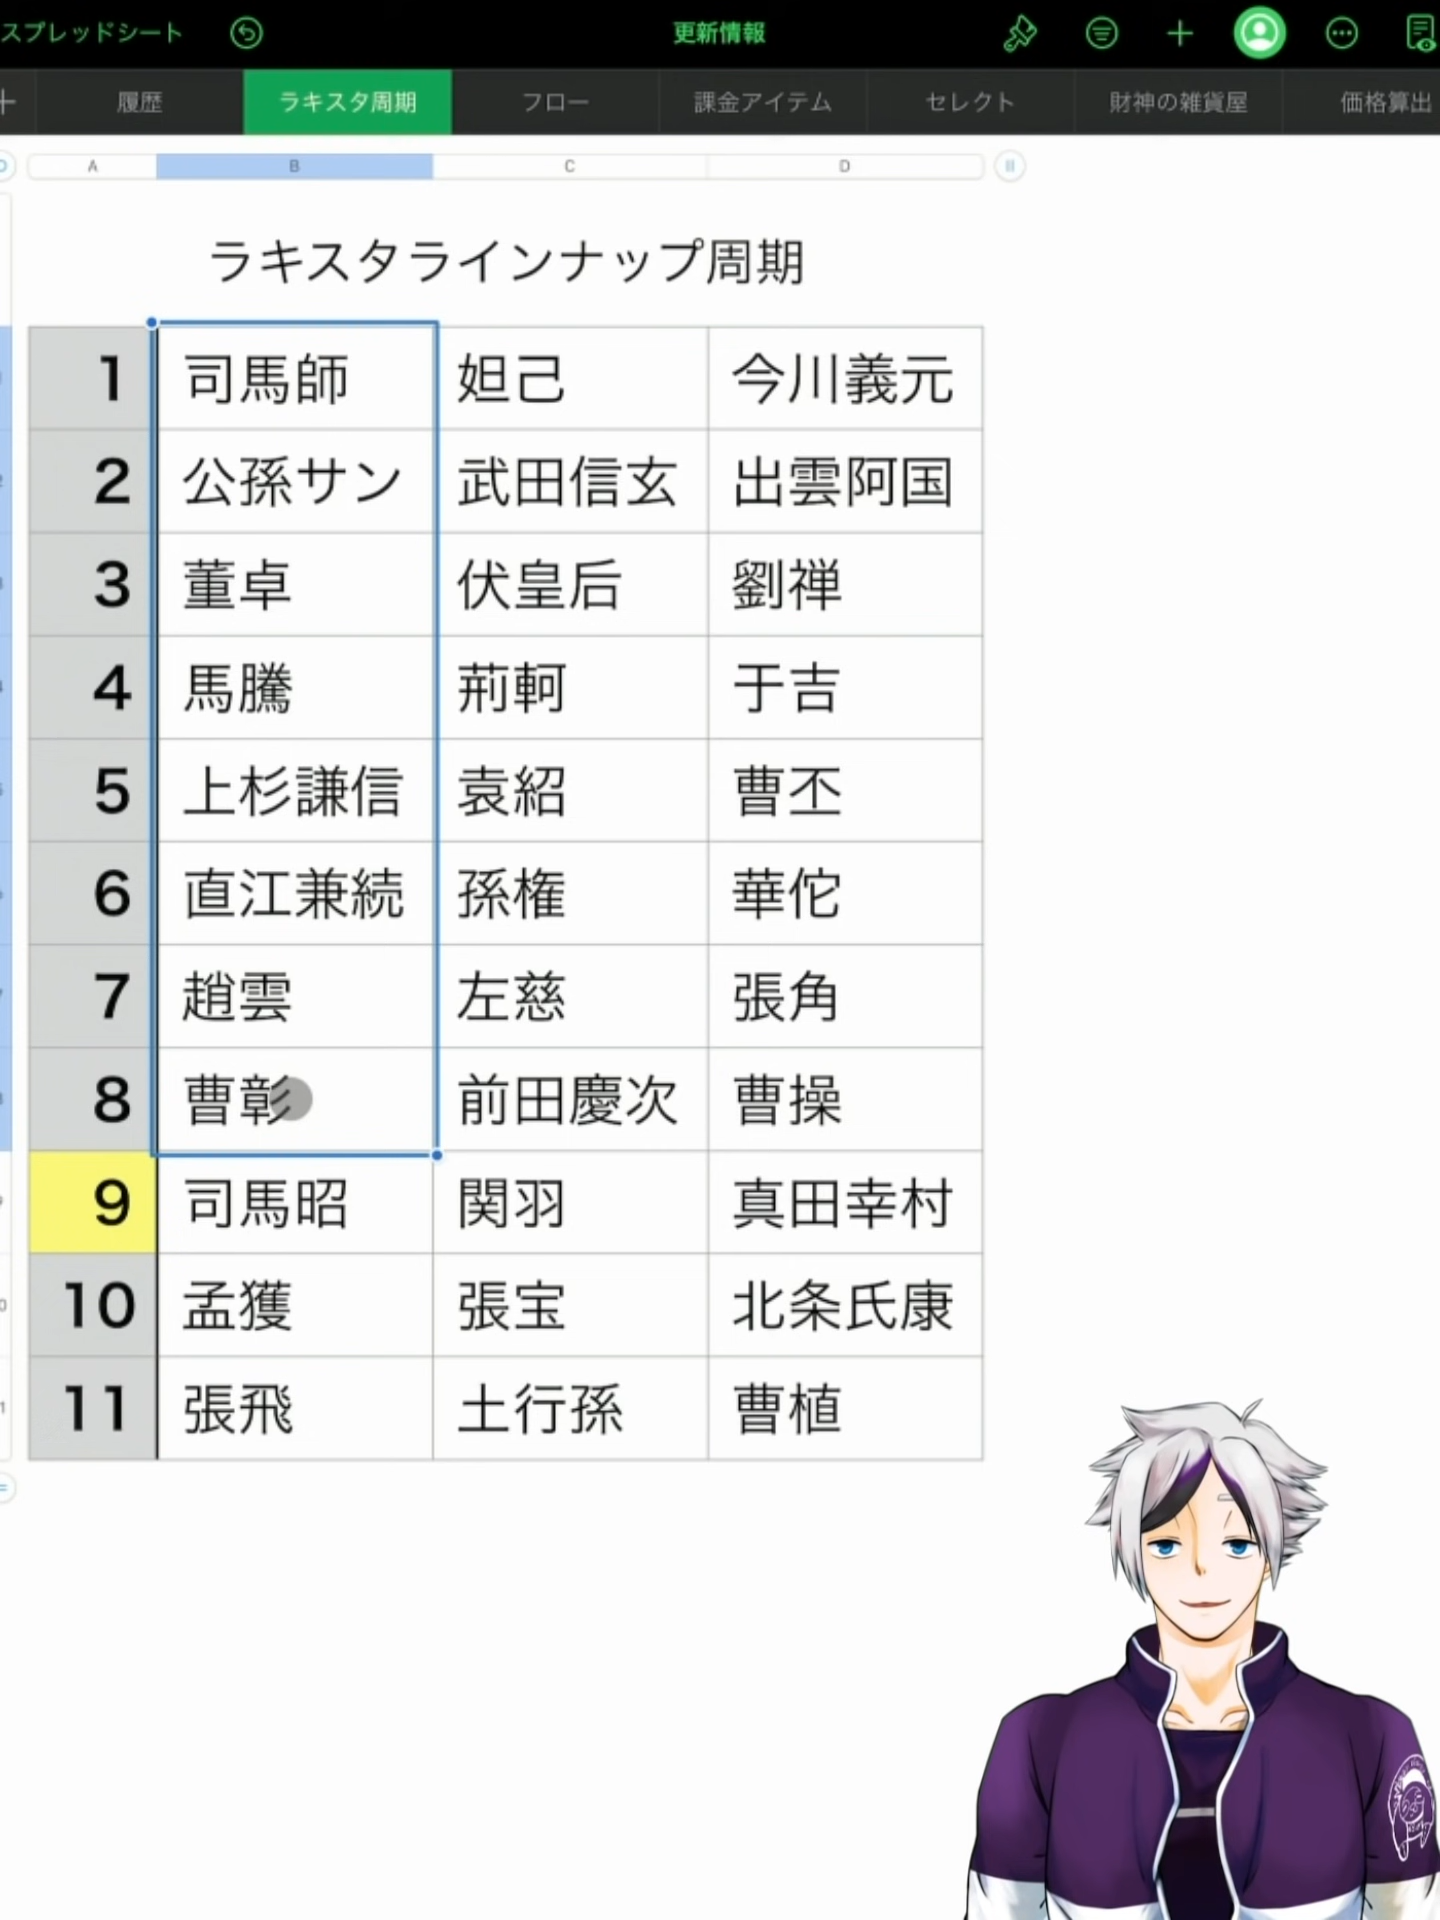 スプレッドシート 更新情報
履歴 ラキスタ周期 フロー 課金アイテム セレクト 財神の雑貨屋 価格算出
A B C D
ラキスタラインナップ周期
1 司馬師 妲己 今川義元
2 公孫サン 武田信玄 出雲阿国
3 董卓 伏皇后 劉禅
4 馬騰 荊軻 于吉
5 上杉謙信 袁紹 曹丕
6 直江兼続 孫権 華佗
7 趙雲 左慈 張角
8 曹彰 前田慶次 曹操
9 司馬昭 関羽 真田幸村
10 孟獲 張宝 北条氏康
11 張飛 土行孫 曹植